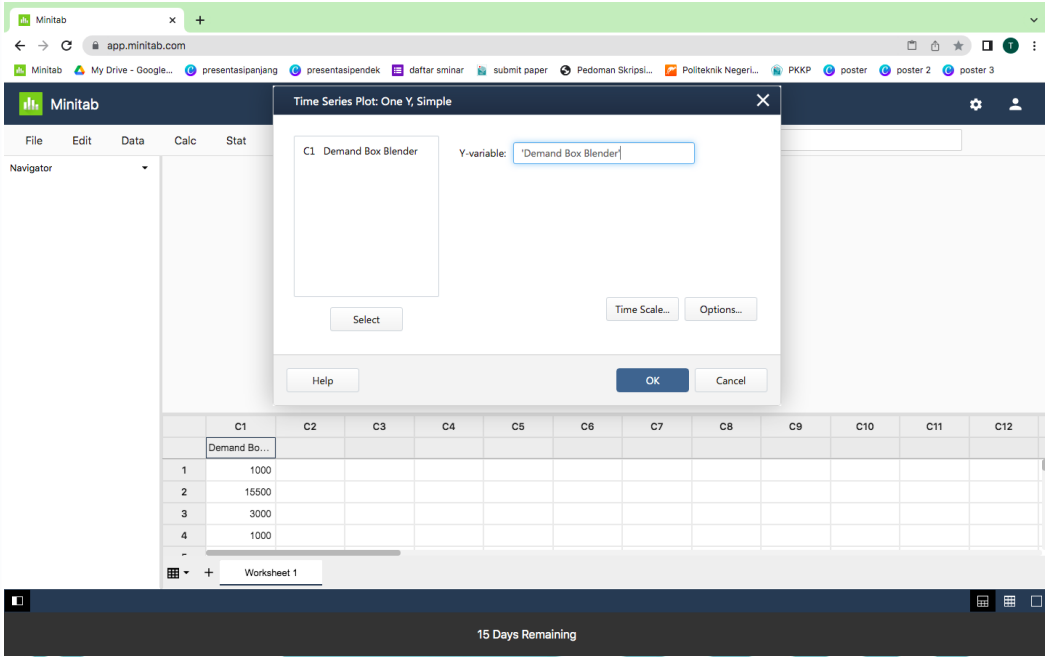 Minitab
app.minitab.com
Minitab My Drive - Google... presentasipanjang presentasipendek daftar sminar submit paper Pedoman Skripsi... Politeknik Negeri... PKKP poster poster 2 poster 3
Minitab
Time Series Plot: One Y, Simple
File Edit Data Calc Stat
Navigator
C1 Demand Box Blender
Y-variable: 'Demand Box Blender'
Time Scale... Options...
Select
Help OK Cancel
C1 C2 C3 C4 C5 C6 C7 C8 C9 C10 C11 C12
Demand Bo...
1 1000
2 15500
3 3000
4 1000
Worksheet 1
15 Days Remaining